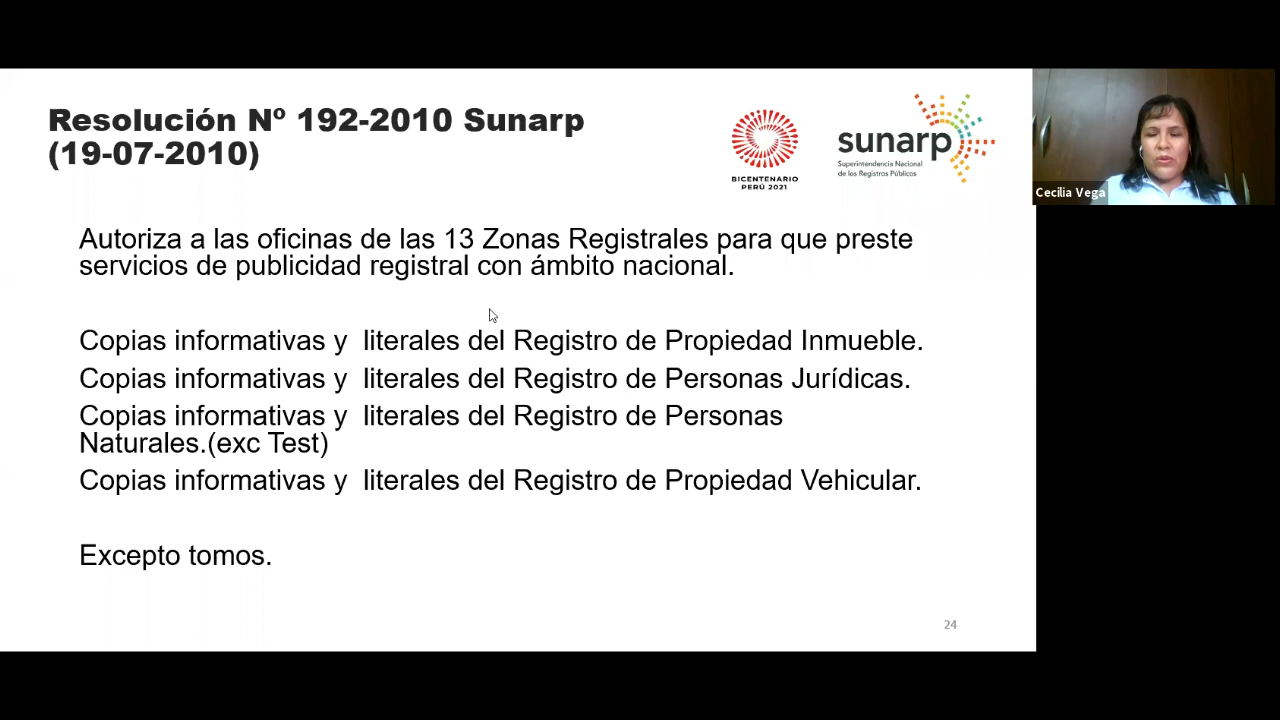 Resolución Nº 192-2010 Sunarp
(19-07-2010)
BICENTENARIO
PERÚ 2021
sunarp
Superintendencia Nacional
de los Registros Públicos
Cecilia Vega
Autoriza a las oficinas de las 13 Zonas Registrales para que preste
servicios de publicidad registral con ámbito nacional.
Copias informativas y literales del Registro de Propiedad Inmueble.
Copias informativas y literales del Registro de Personas Jurídicas.
Copias informativas y literales del Registro de Personas
Naturales.(exc Test)
Copias informativas y literales del Registro de Propiedad Vehicular.
Excepto tomos.
24